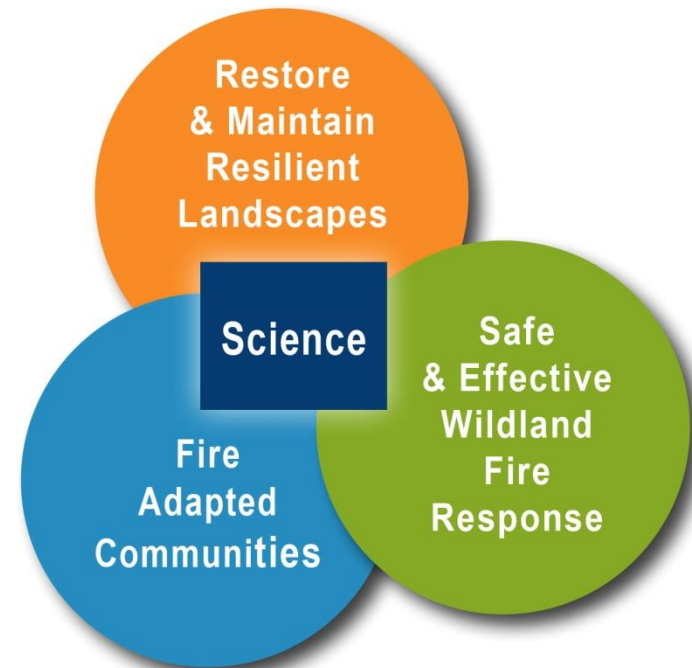 Restore
& Maintain
Resilient
Landscapes
Science
Safe
& Effective
Wildland
Fire
Response
Fire
Adapted
Communities